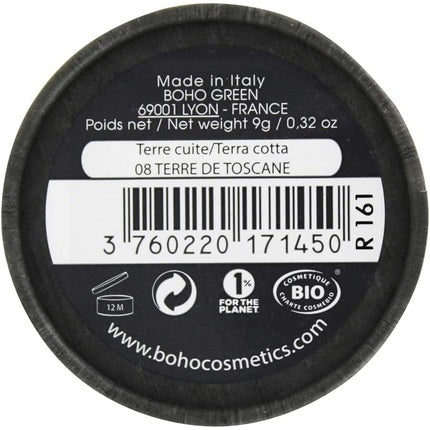 Made in Italy
BOHO GREEN
69001 LYON - FRANCE
Poids net / Net weight 9g / 0,32 oz
Terre cuite/Terra cotta
08 TERRE DE TOSCANE
3 760220 171450
R 161
12 M
1%
FOR THE
PLANET
COSMETIQUE
BIO
CHARTE COSMEBIO
®
www.bohocosmetics.com